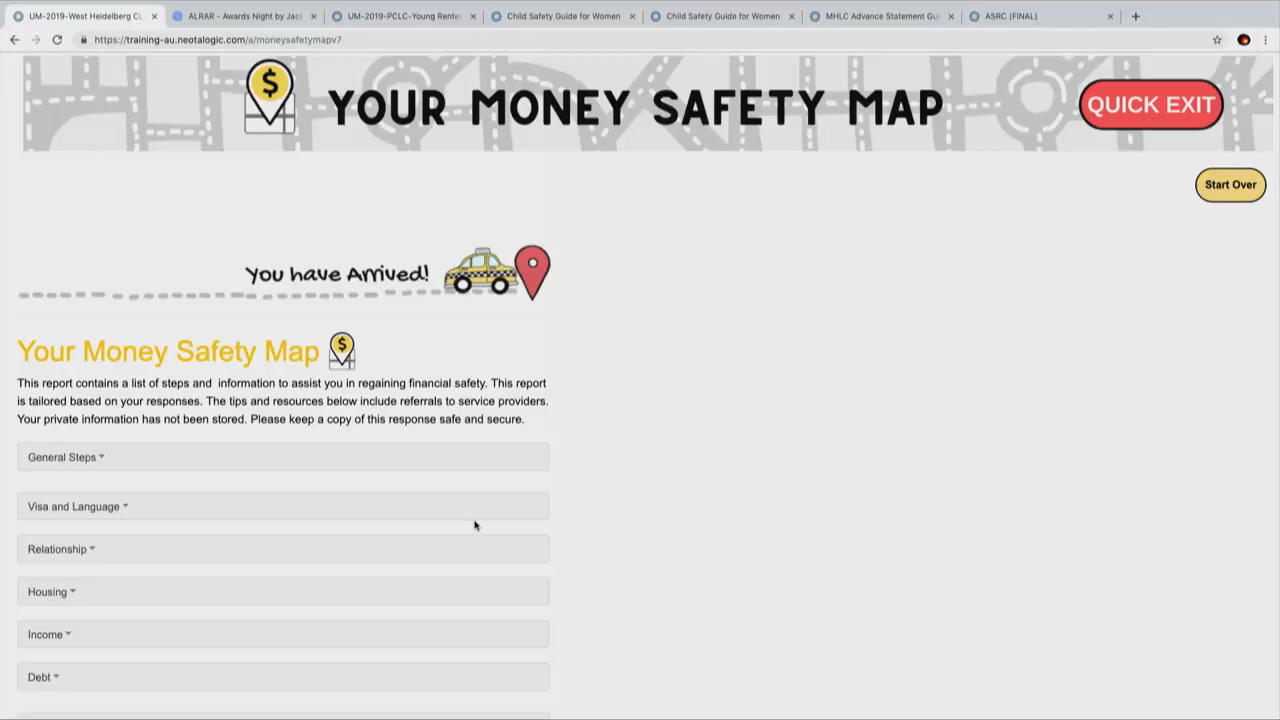 UM-2019-West Heidelberg CL
ALRAR - Awards Night by Jac
UM-2019-PCLC-Young Rente
Child Safety Guide for Women
Child Safety Guide for Women
MHLC Advance Statement Gui
ASRC (FINAL)
https://training-au.neotalogic.com/a/moneysafetymapv7
$ YOUR MONEY SAFETY MAP
QUICK EXIT
Start Over
You have Arrived!
Your Money Safety Map $
This report contains a list of steps and information to assist you in regaining financial safety. This report
is tailored based on your responses. The tips and resources below include referrals to service providers.
Your private information has not been stored. Please keep a copy of this response safe and secure.
General Steps
Visa and Language
Relationship
Housing
Income
Debt